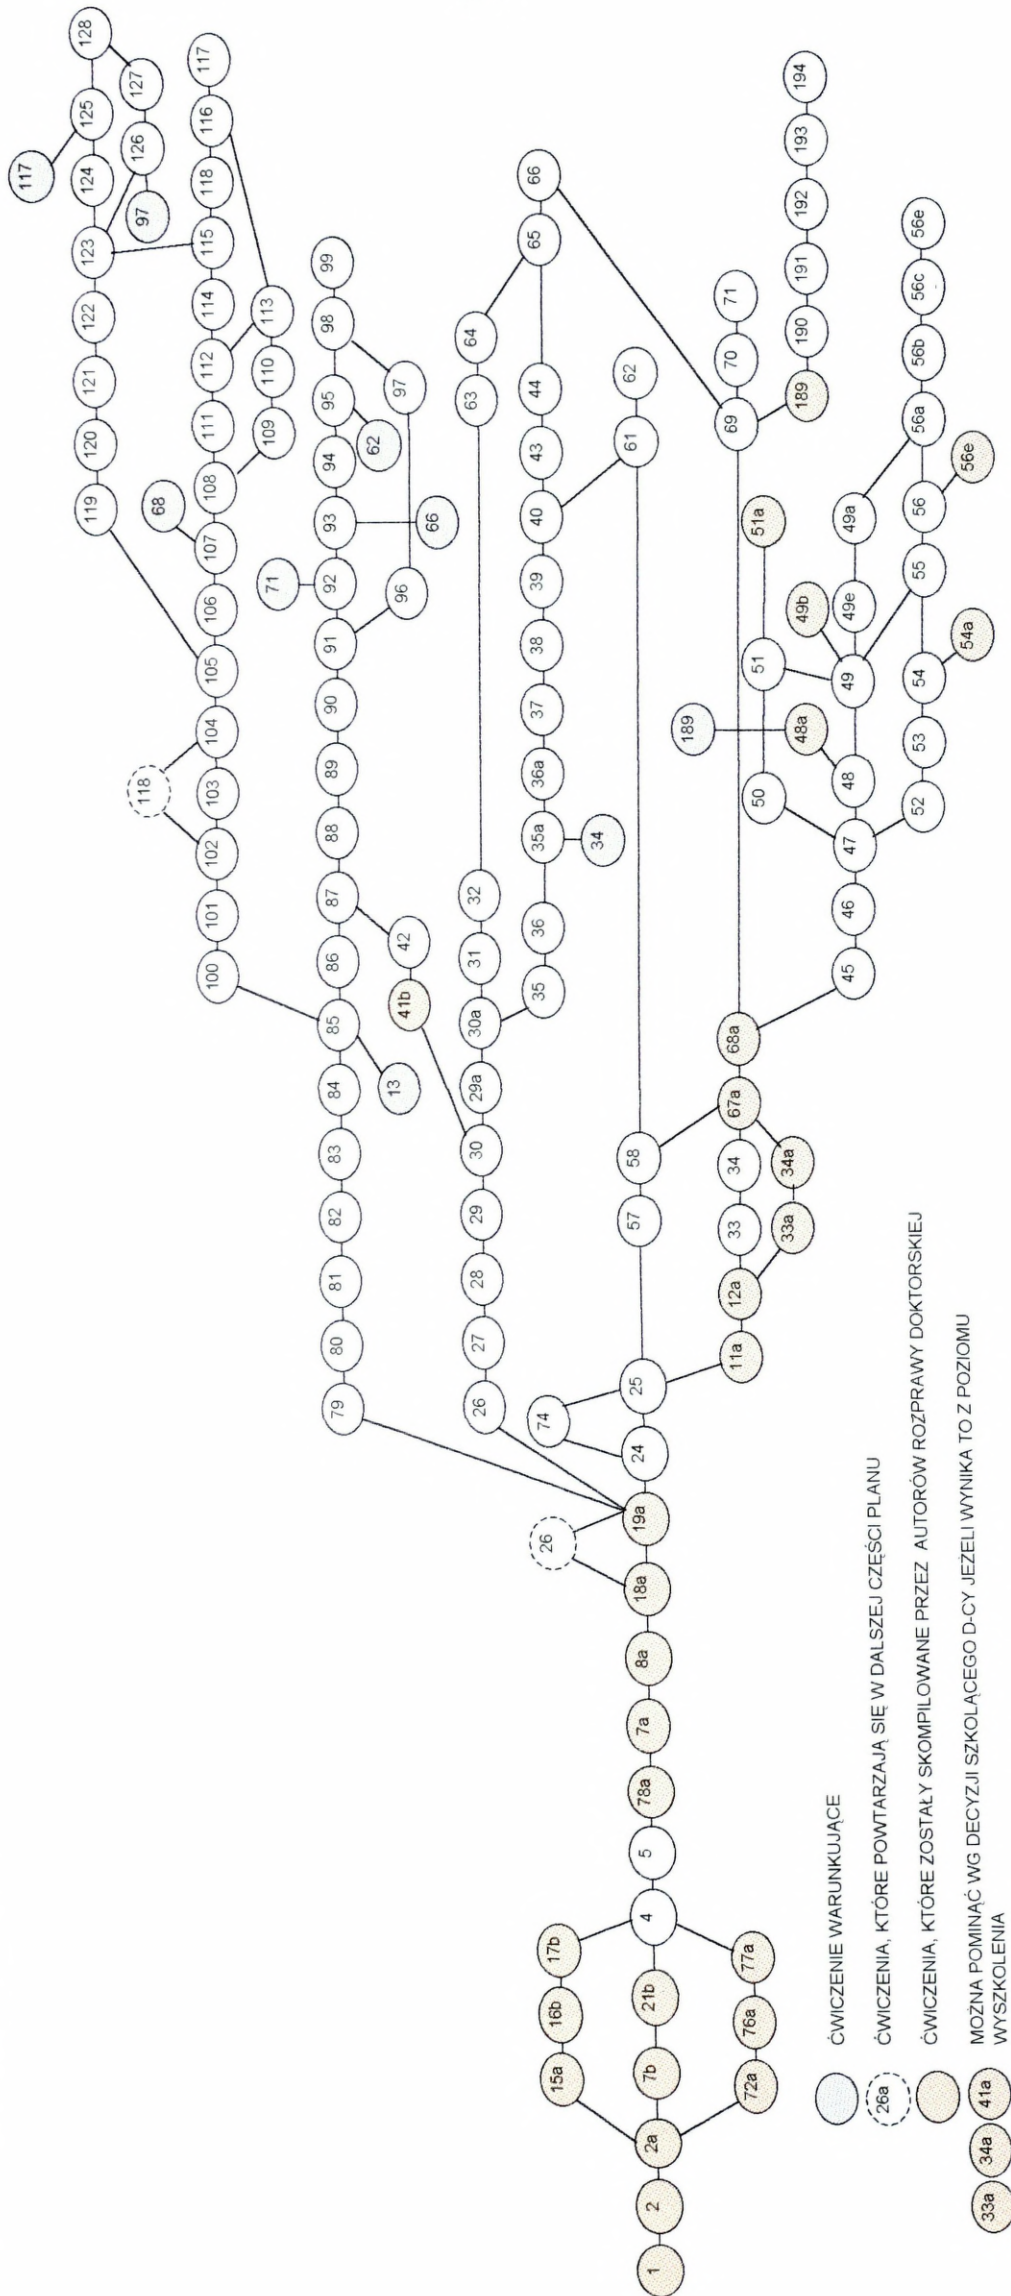 128
117
125
127
124
126
97
123
122
121
120
119
117
116
118
115
114
113
112
110
111
109
108
68
107
106
105
104
118
103
102
101
100
99
98
97
95
62
94
93
66
92
71
96
91
90
89
88
87
42
86
41b
85
13
84
83
82
81
80
79
66
65
64
63
44
43
40
39
38
37
36a
35a
34
36
35
32
31
30a
29a
30
29
28
27
26
62
61
58
57
74
25
24
194
193
192
191
190
189
71
70
69
51a
51
50
189
48a
49b
49a
49e
49
48
47
46
45
56e
56c
56b
56a
56
56e
55
54
54a
53
52
68a
67a
34
34a
33
33a
12a
11a
26
19a
18a
8a
7a
78a
5
4
17b
16b
15a
21b
7b
77a
76a
72a
2a
2
1
ĆWICZENIE WARUNKUJĄCE
26a
ĆWICZENIA, KTÓRE POWTARZAJĄ SIĘ W DALSZEJ CZĘŚCI PLANU
ĆWICZENIA, KTÓRE ZOSTAŁY SKOMPILOWANE PRZEZ AUTORÓW ROZPRAWY DOKTORSKIEJ
33a 34a 41a
MOŻNA POMINĄĆ WG DECYZJI SZKOLĄCEGO D-CY JEŻELI WYNIKA TO Z POZIOMU
WYSZKOLENIA